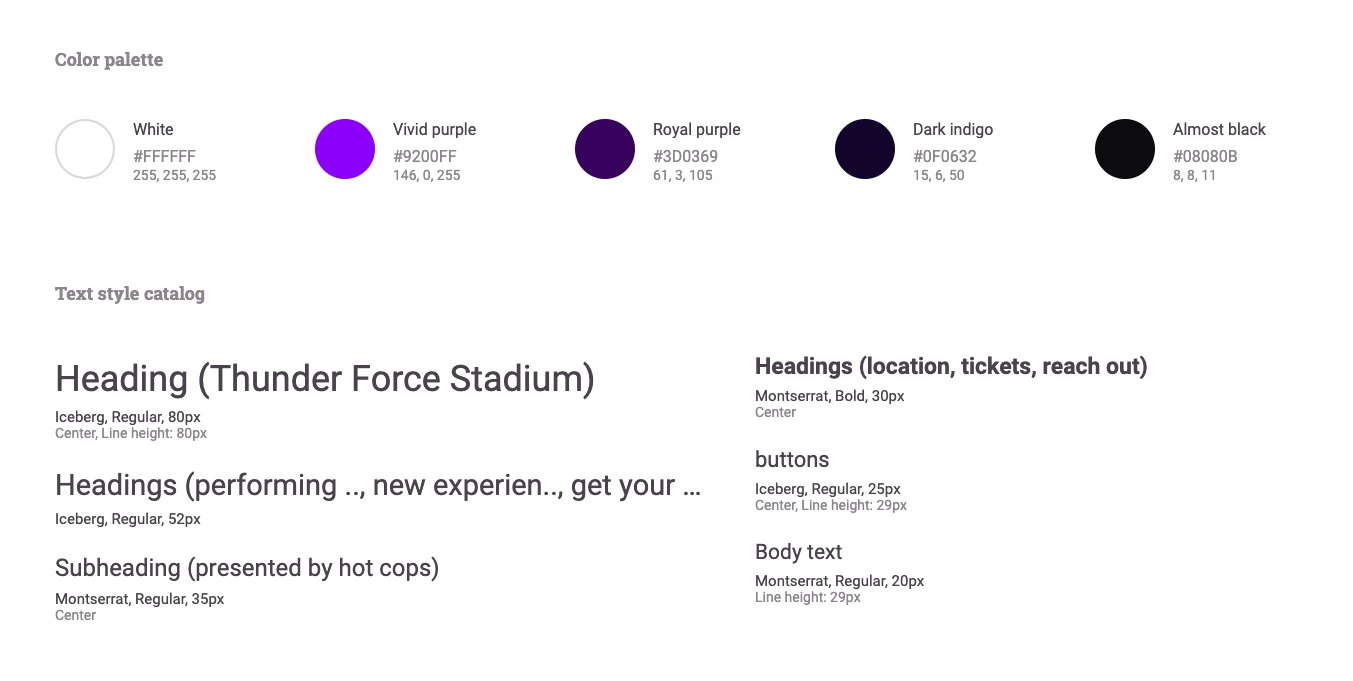 Color palette
White
#FFFFFF
255, 255, 255
Vivid purple
#9200FF
146, 0, 255
Royal purple
#3D0369
61, 3, 105
Dark indigo
#0F0632
15, 6, 50
Almost black
#08080B
8, 8, 11
Text style catalog
Heading (Thunder Force Stadium)
Iceberg, Regular, 80px
Center, Line height: 80px
Headings (performing .., new experien.., get your ...
Iceberg, Regular, 52px
Subheading (presented by hot cops)
Montserrat, Regular, 35px
Center
Headings (location, tickets, reach out)
Montserrat, Bold, 30px
Center
buttons
Iceberg, Regular, 25px
Center, Line height: 29px
Body text
Montserrat, Regular, 20px
Line height: 29px